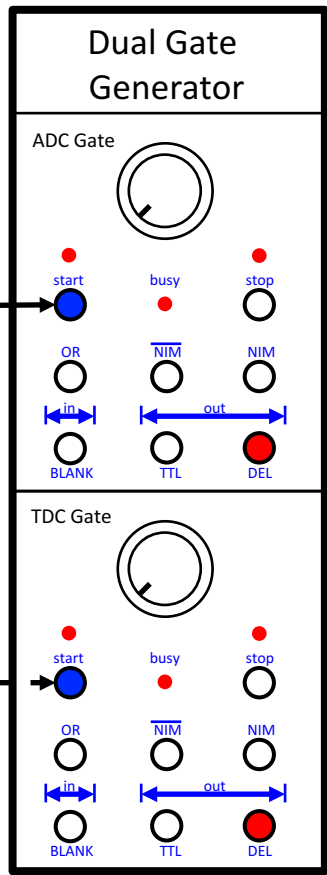 Dual Gate
Generator
ADC Gate
start busy stop
OR NIM NIM
in out
BLANK TTL DEL
TDC Gate
start busy stop
OR NIM NIM
in out
BLANK TTL DEL